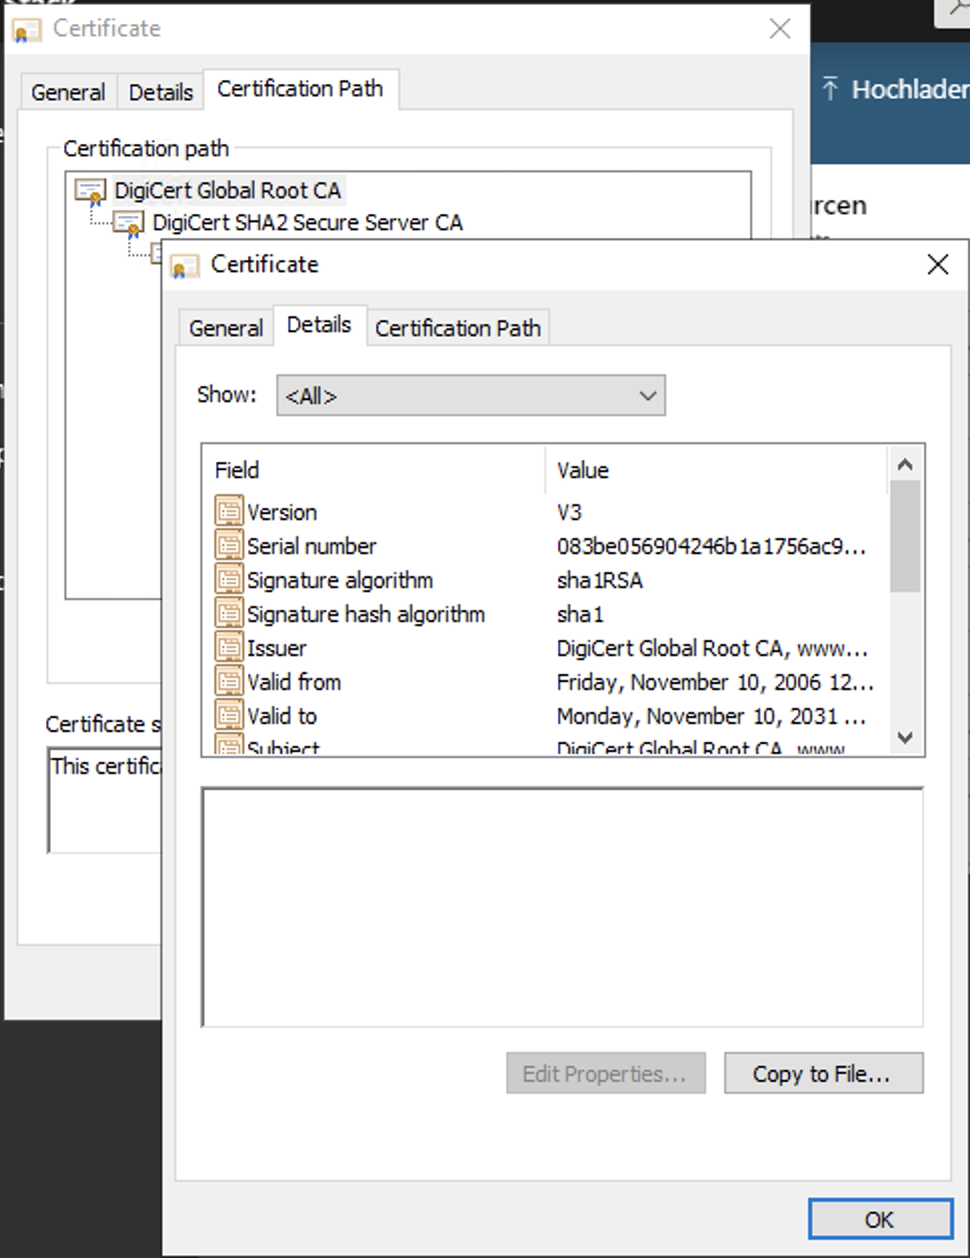 Certificate
General Details Certification Path
Hochladen
Certification path
DigiCert Global Root CA
rcen
DigiCert SHA2 Secure Server CA
Certificate
General Details Certification Path
Show: <All>
Field Value
Version V3
Serial number 083be056904246b1a1756ac9...
Signature algorithm sha1RSA
Signature hash algorithm sha1
Issuer DigiCert Global Root CA, www...
Valid from Friday, November 10, 2006 12...
Valid to Monday, November 10, 2031 ...
Subject DigiCert Global Root CA, www
Certificate s
This certific
Edit Properties... Copy to File...
OK